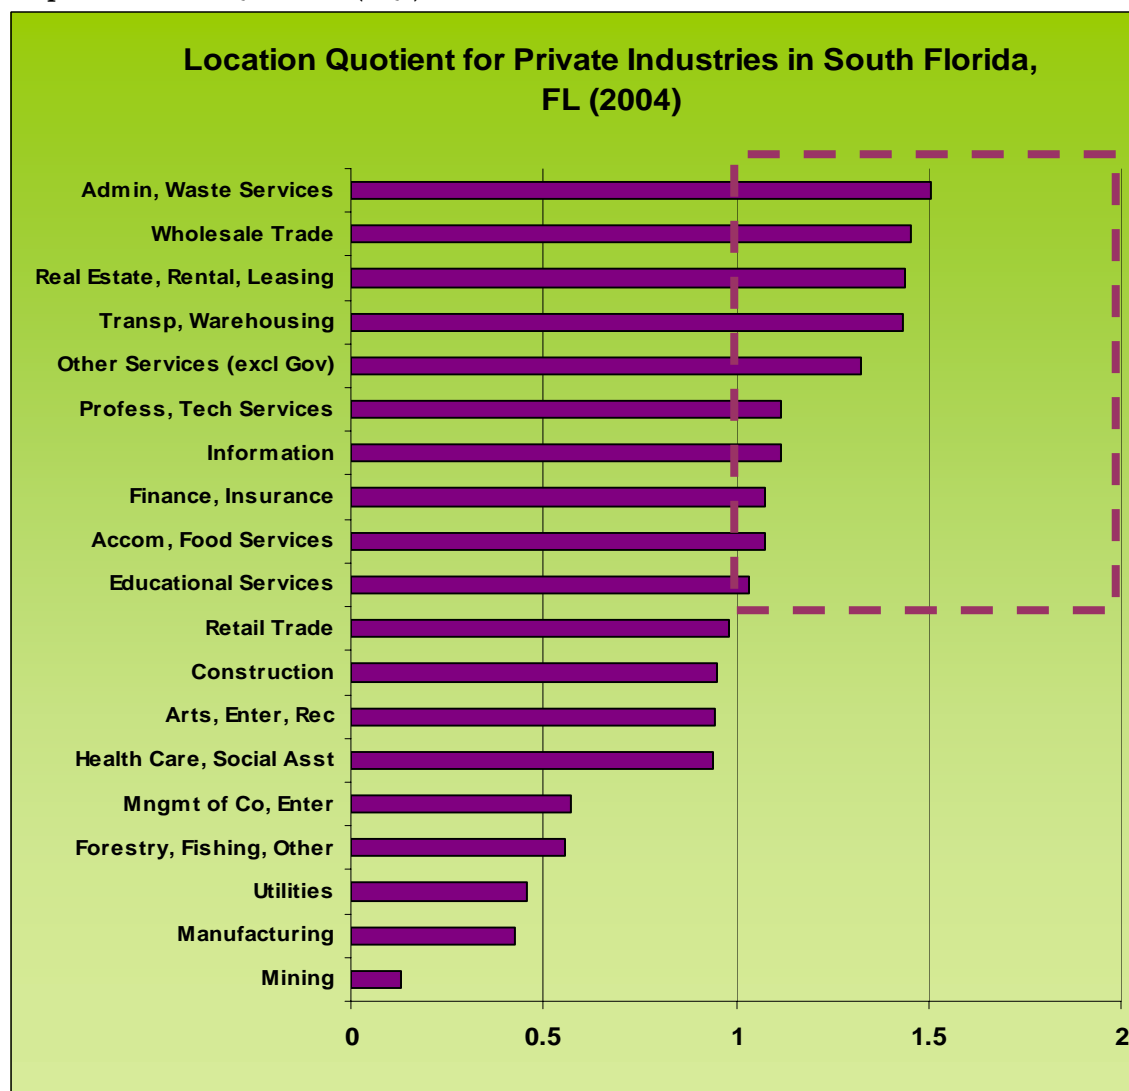 Location Quotient for Private Industries in South Florida,
FL (2004)
Admin, Waste Services
Wholesale Trade
Real Estate, Rental, Leasing
Transp, Warehousing
Other Services (excl Gov)
Profess, Tech Services
Information
Finance, Insurance
Accom, Food Services
Educational Services
Retail Trade
Construction
Arts, Enter, Rec
Health Care, Social Asst
Mngmt of Co, Enter
Forestry, Fishing, Other
Utilities
Manufacturing
Mining
0 0.5 1 1.5 2